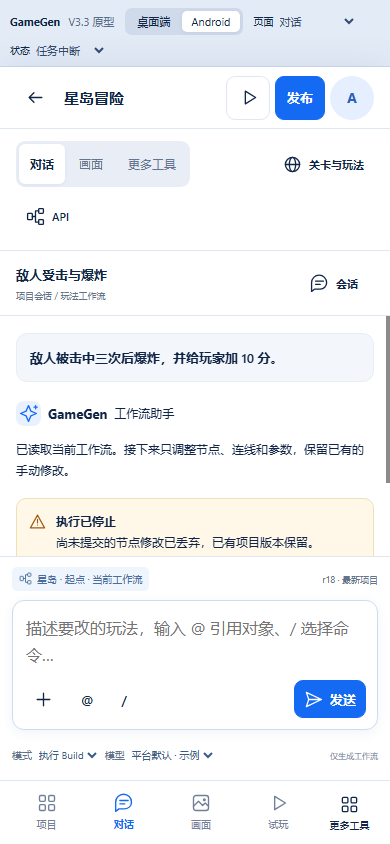 GameGen V3.3 原型 桌面端 Android 页面 对话
状态 任务中断
星岛冒险 发布 A
对话 画面 更多工具 关卡与玩法
API
敌人受击与爆炸
项目会话 / 玩法工作流
会话
敌人被击中三次后爆炸，并给玩家加 10 分。
GameGen 工作流助手
已读取当前工作流。接下来只调整节点、连线和参数，保留已有的
手动修改。
执行已停止
尚未提交的节点修改已丢弃，已有项目版本保留。
星岛 · 起点 · 当前工作流 r18 · 最新项目
描述要改的玩法，输入 @ 引用对象、/ 选择命
令...
@ / 发送
模式 执行 Build 模型 平台默认 · 示例 仅生成工作流
项目 对话 画面 试玩 更多工具